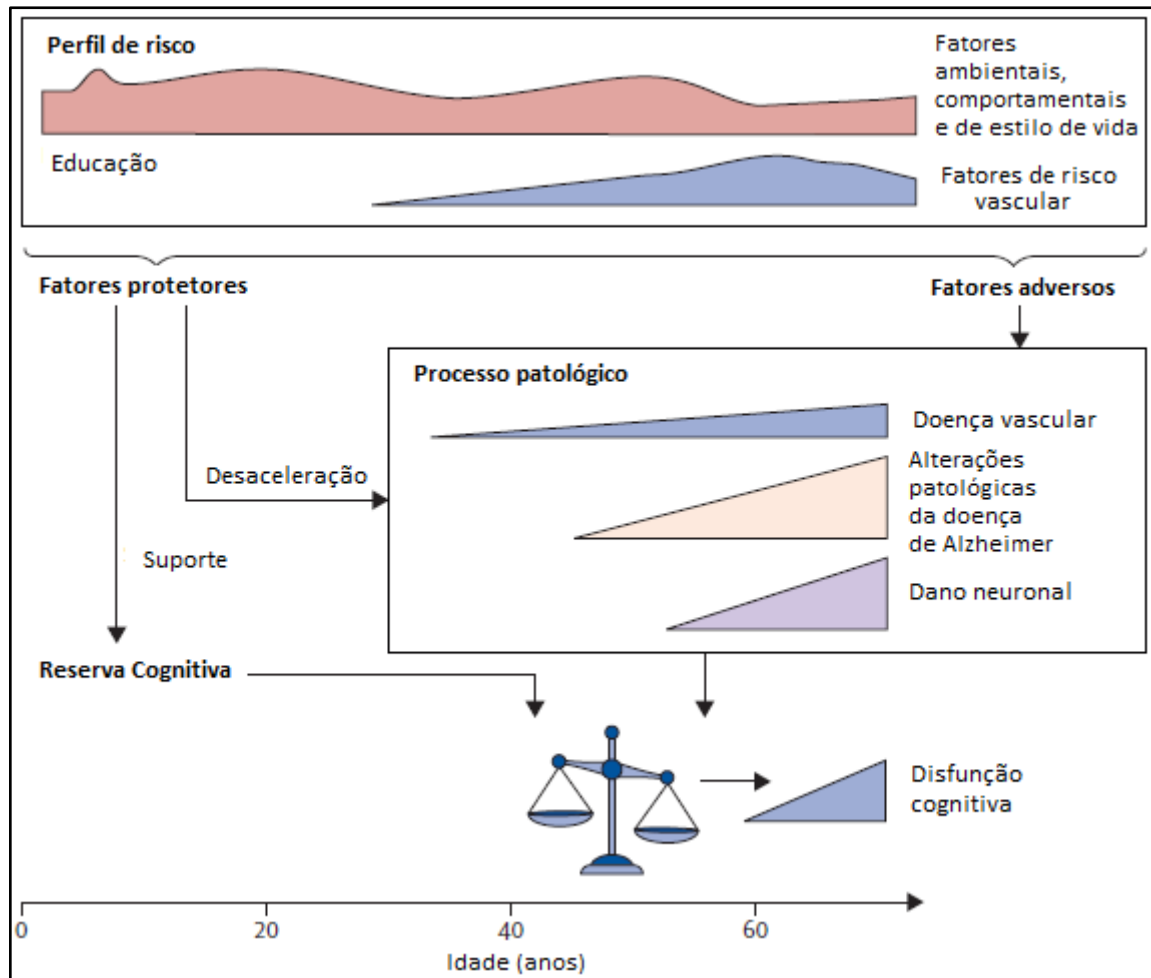 Perfil de risco
Fatores
ambientais,
comportamentais
e de estilo de vida
Educação
Fatores de risco
vascular
Fatores protetores
Fatores adversos
Processo patológico
Doença vascular
Desaceleração
Alterações
patológicas
da doença
de Alzheimer
Suporte
Dano neuronal
Reserva Cognitiva
Disfunção
cognitiva
0
20
40
60
Idade (anos)